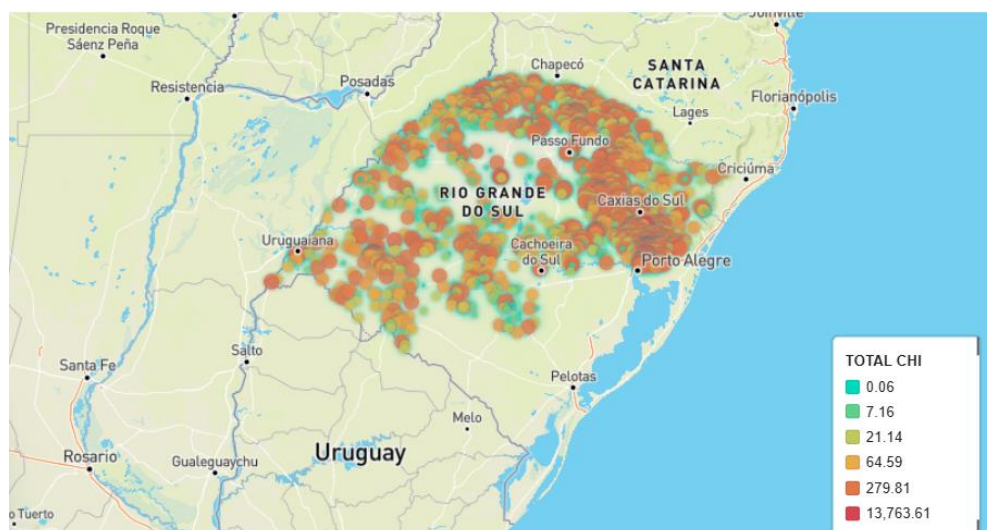 Joinville
Presidencia Roque
Sáenz Peña
Chapecó
SANTA
CATARINA
Resistencia
Posadas
Florianópolis
Lages
Passo Fundo
Criciúma
RIO GRANDE
DO SUL
Caxias do Sul
Uruguaiana
Cachoeira
do Sul
Porto Alegre
Salto
Santa Fe
Pelotas
Melo
Uruguay
Rosario
Gualeguaychu
o Tuerto
TOTAL CHI
0.06
7.16
21.14
64.59
279.81
13,763.61